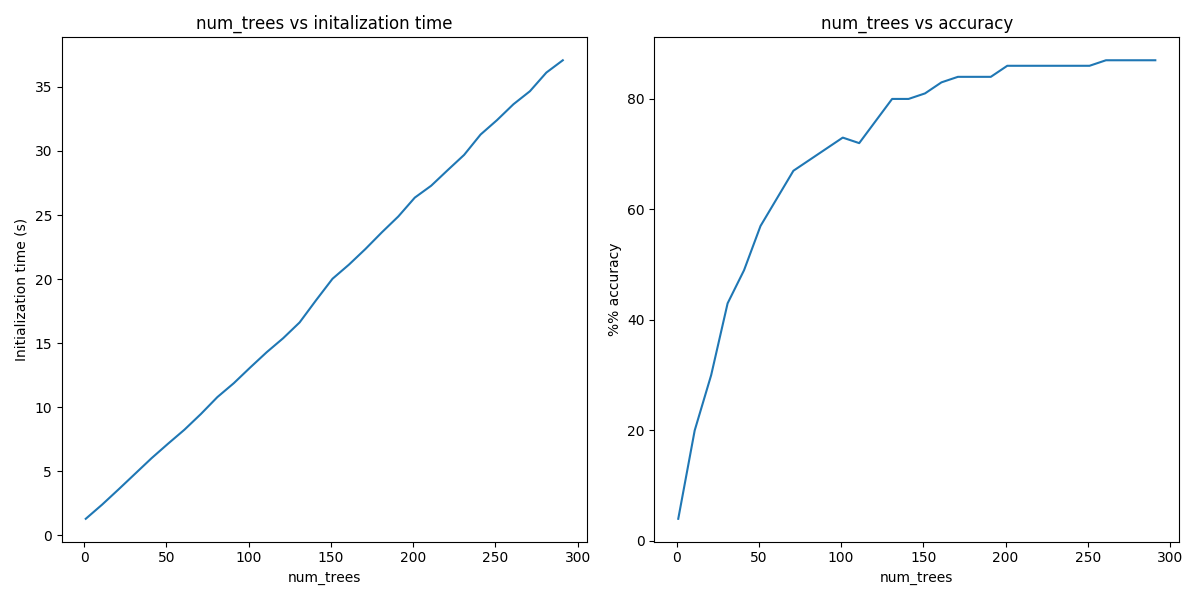 num_trees vs initalization time
Initialization time (s)
35
30
25
20
15
10
5
0
0 50 100 150 200 250 300
num_trees
num_trees vs accuracy
%% accuracy
80
60
40
20
0
0 50 100 150 200 250 300
num_trees